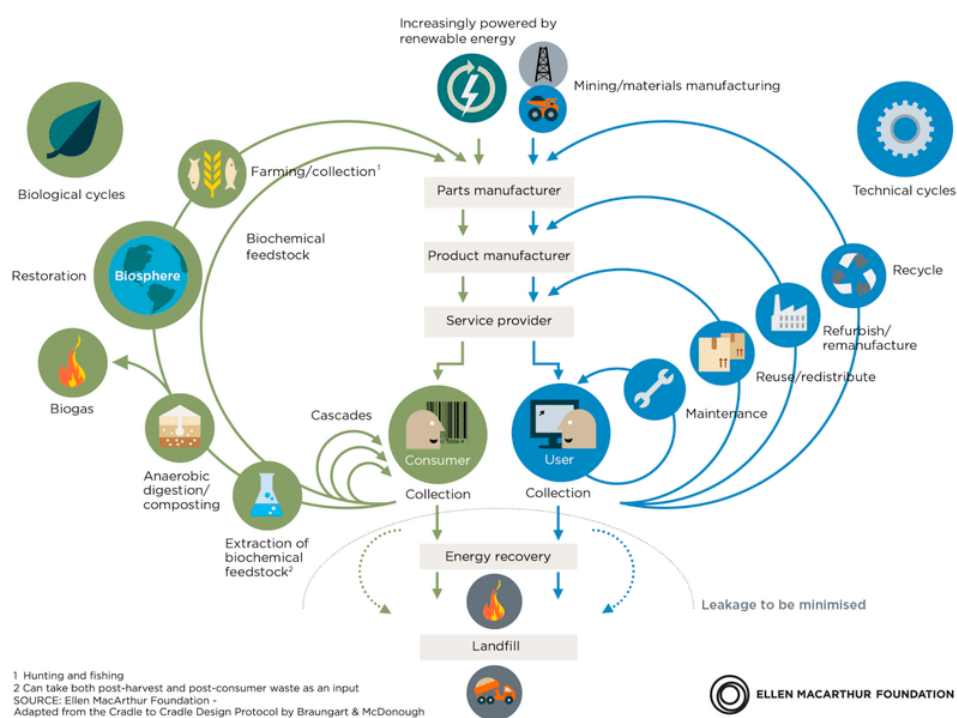 Increasingly powered by
renewable energy
Mining/materials manufacturing
Biological cycles
Technical cycles
Farming/collection¹
Parts manufacturer
Biochemical
feedstock
Product manufacturer
Restoration
Biosphere
Recycle
Service provider
Refurbish/
remanufacture
Biogas
Reuse/redistribute
Cascades
Maintenance
Consumer
User
Anaerobic
digestion/
composting
Collection
Collection
Extraction of
biochemical
feedstock²
Energy recovery
Leakage to be minimised
Landfill
1 Hunting and fishing
2 Can take both post-harvest and post-consumer waste as an input
SOURCE: Ellen MacArthur Foundation -
Adapted from the Cradle to Cradle Design Protocol by Braungart & McDonough
ELLEN MACARTHUR FOUNDATION